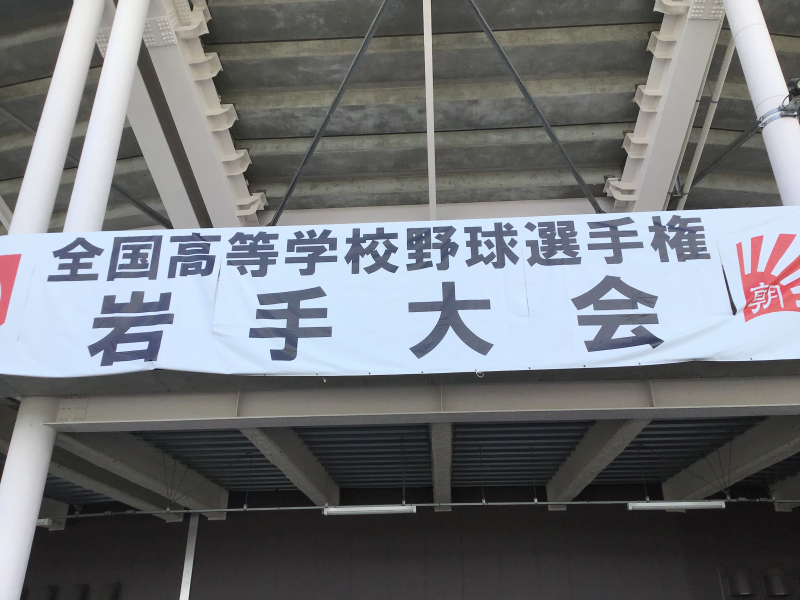 全国高等学校野球選手権
岩手大会
朝